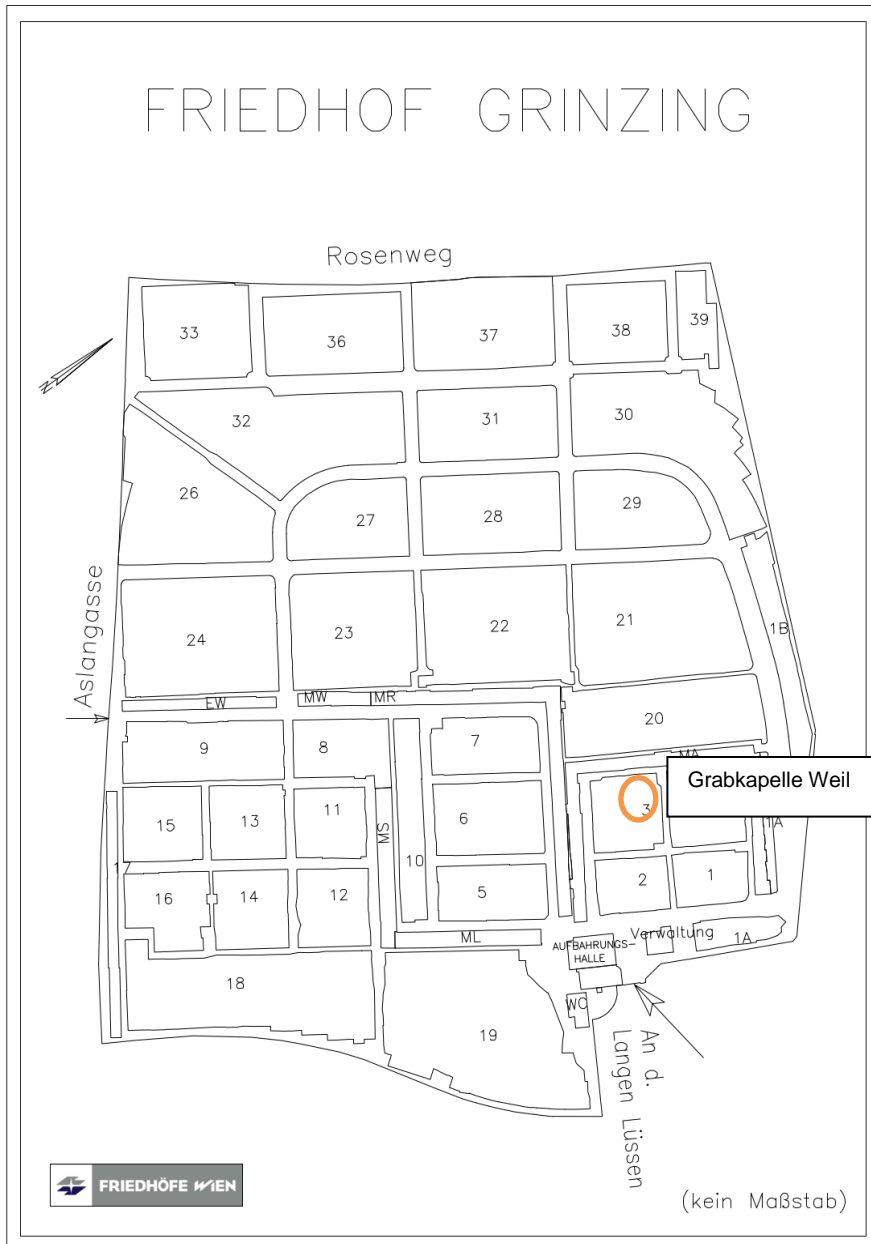 FRIEDHOF GRINZING
Rosenweg
33
36
37
38
39
N
32
31
30
26
27
28
29
Aslangasse
24
23
22
21
1B
EW
MW
MR
20
9
8
7
MA
Grabkapelle Weil
15
13
11
MS
6
3
1A
17
10
16
14
12
5
2
1
ML
AUFBAHRUNGS-
HALLE
Verwaltung
1A
18
WC
19
An d.
Langen Lüssen
FRIEDHÖFE WIEN
(kein Maßstab)